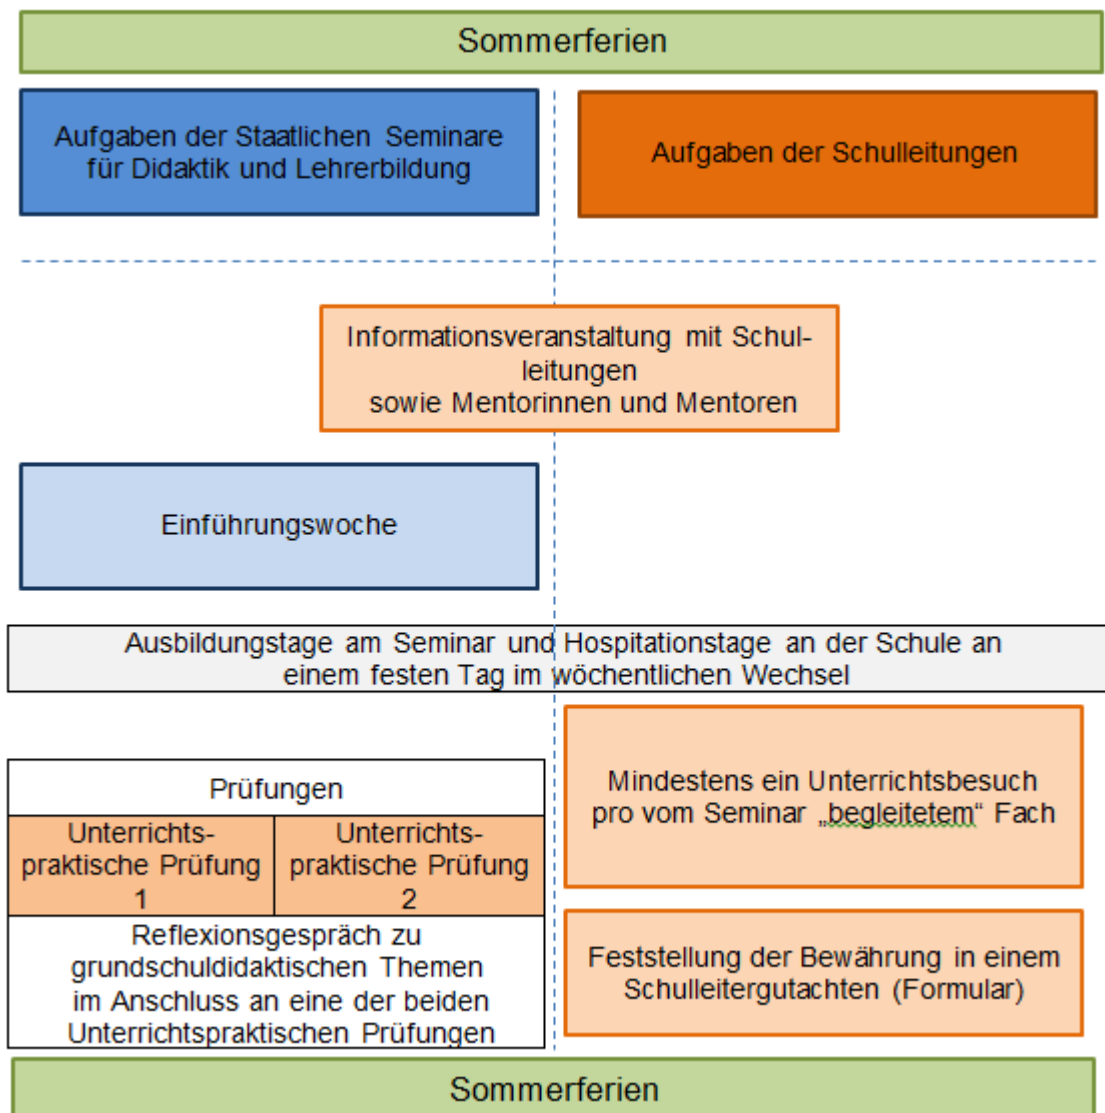 Sommerferien
Aufgaben der Staatlichen Seminare
für Didaktik und Lehrerbildung
Aufgaben der Schulleitungen
Informationsveranstaltung mit Schul-
leitungen
sowie Mentorinnen und Mentoren
Einführungswoche
Ausbildungstage am Seminar und Hospitationstage an der Schule an
einem festen Tag im wöchentlichen Wechsel
Prüfungen
Unterrichts-
praktische Prüfung
1
Unterrichts-
praktische Prüfung
2
Reflexionsgespräch zu
grundschuldidaktischen Themen
im Anschluss an eine der beiden
Unterrichtspraktischen Prüfungen
Mindestens ein Unterrichtsbesuch
pro vom Seminar „begleitetem“ Fach
Feststellung der Bewährung in einem
Schulleitergutachten (Formular)
Sommerferien